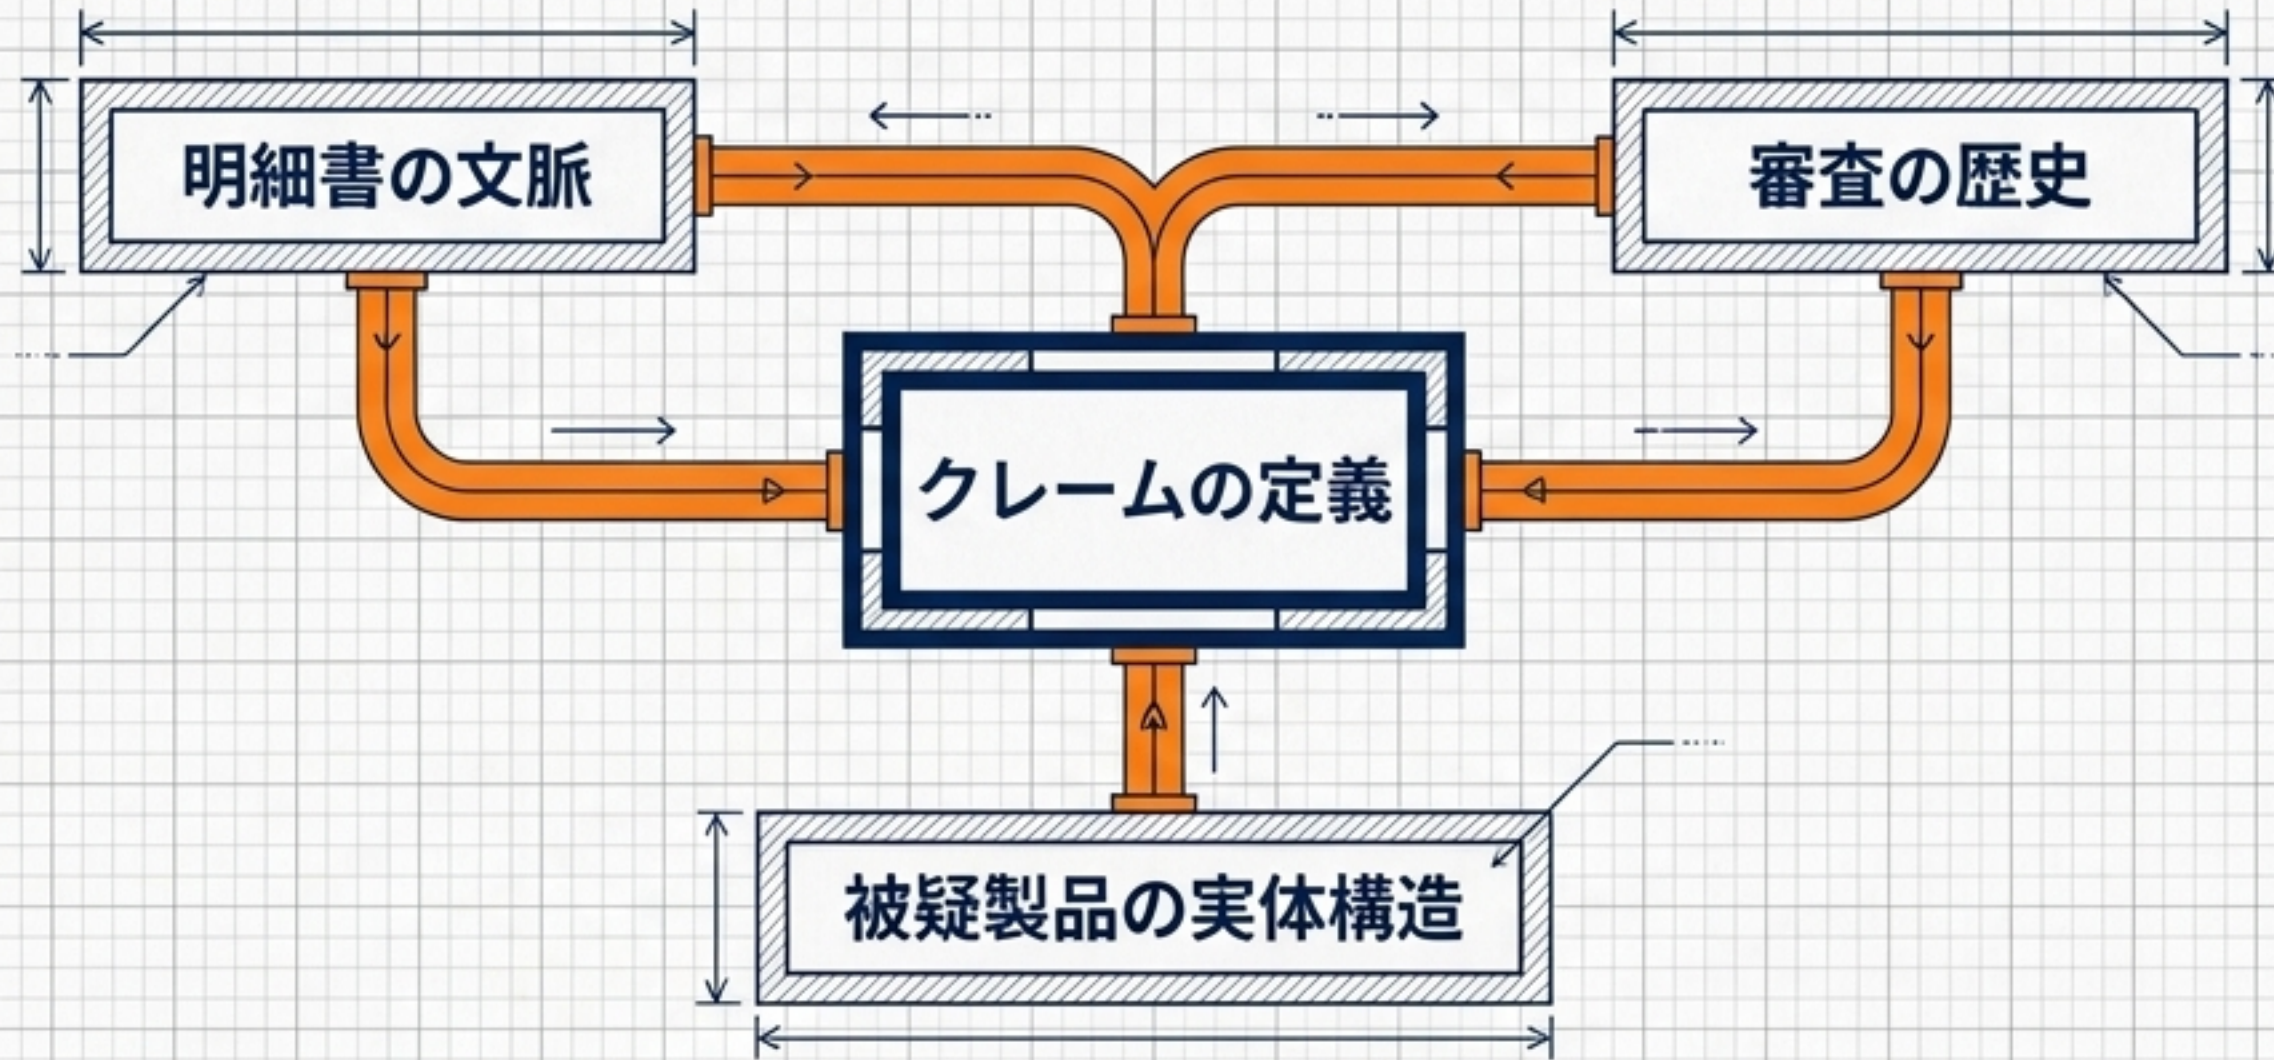 明細書の文脈
審査の歴史
クレームの定義
被疑製品の実体構造